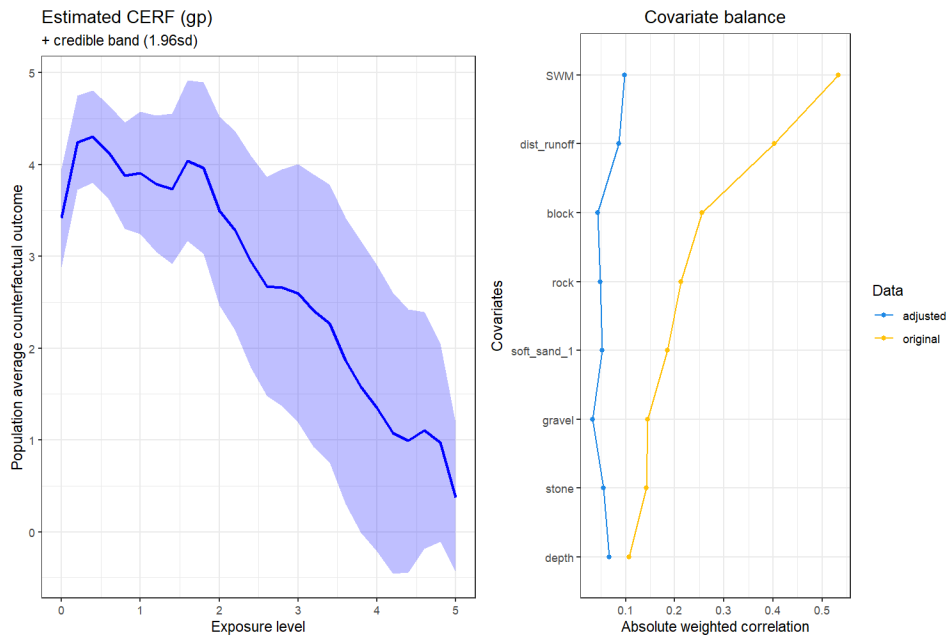 Estimated CERF (gp)
+ credible band (1.96sd)
Population average counterfactual outcome
5
4
3
2
1
0
0 1 2 3 4 5
Exposure level
Covariate balance
Covariates
SWM
dist_runoff
block
rock
soft_sand_1
gravel
stone
depth
0.1 0.2 0.3 0.4 0.5
Absolute weighted correlation
Data
adjusted
original